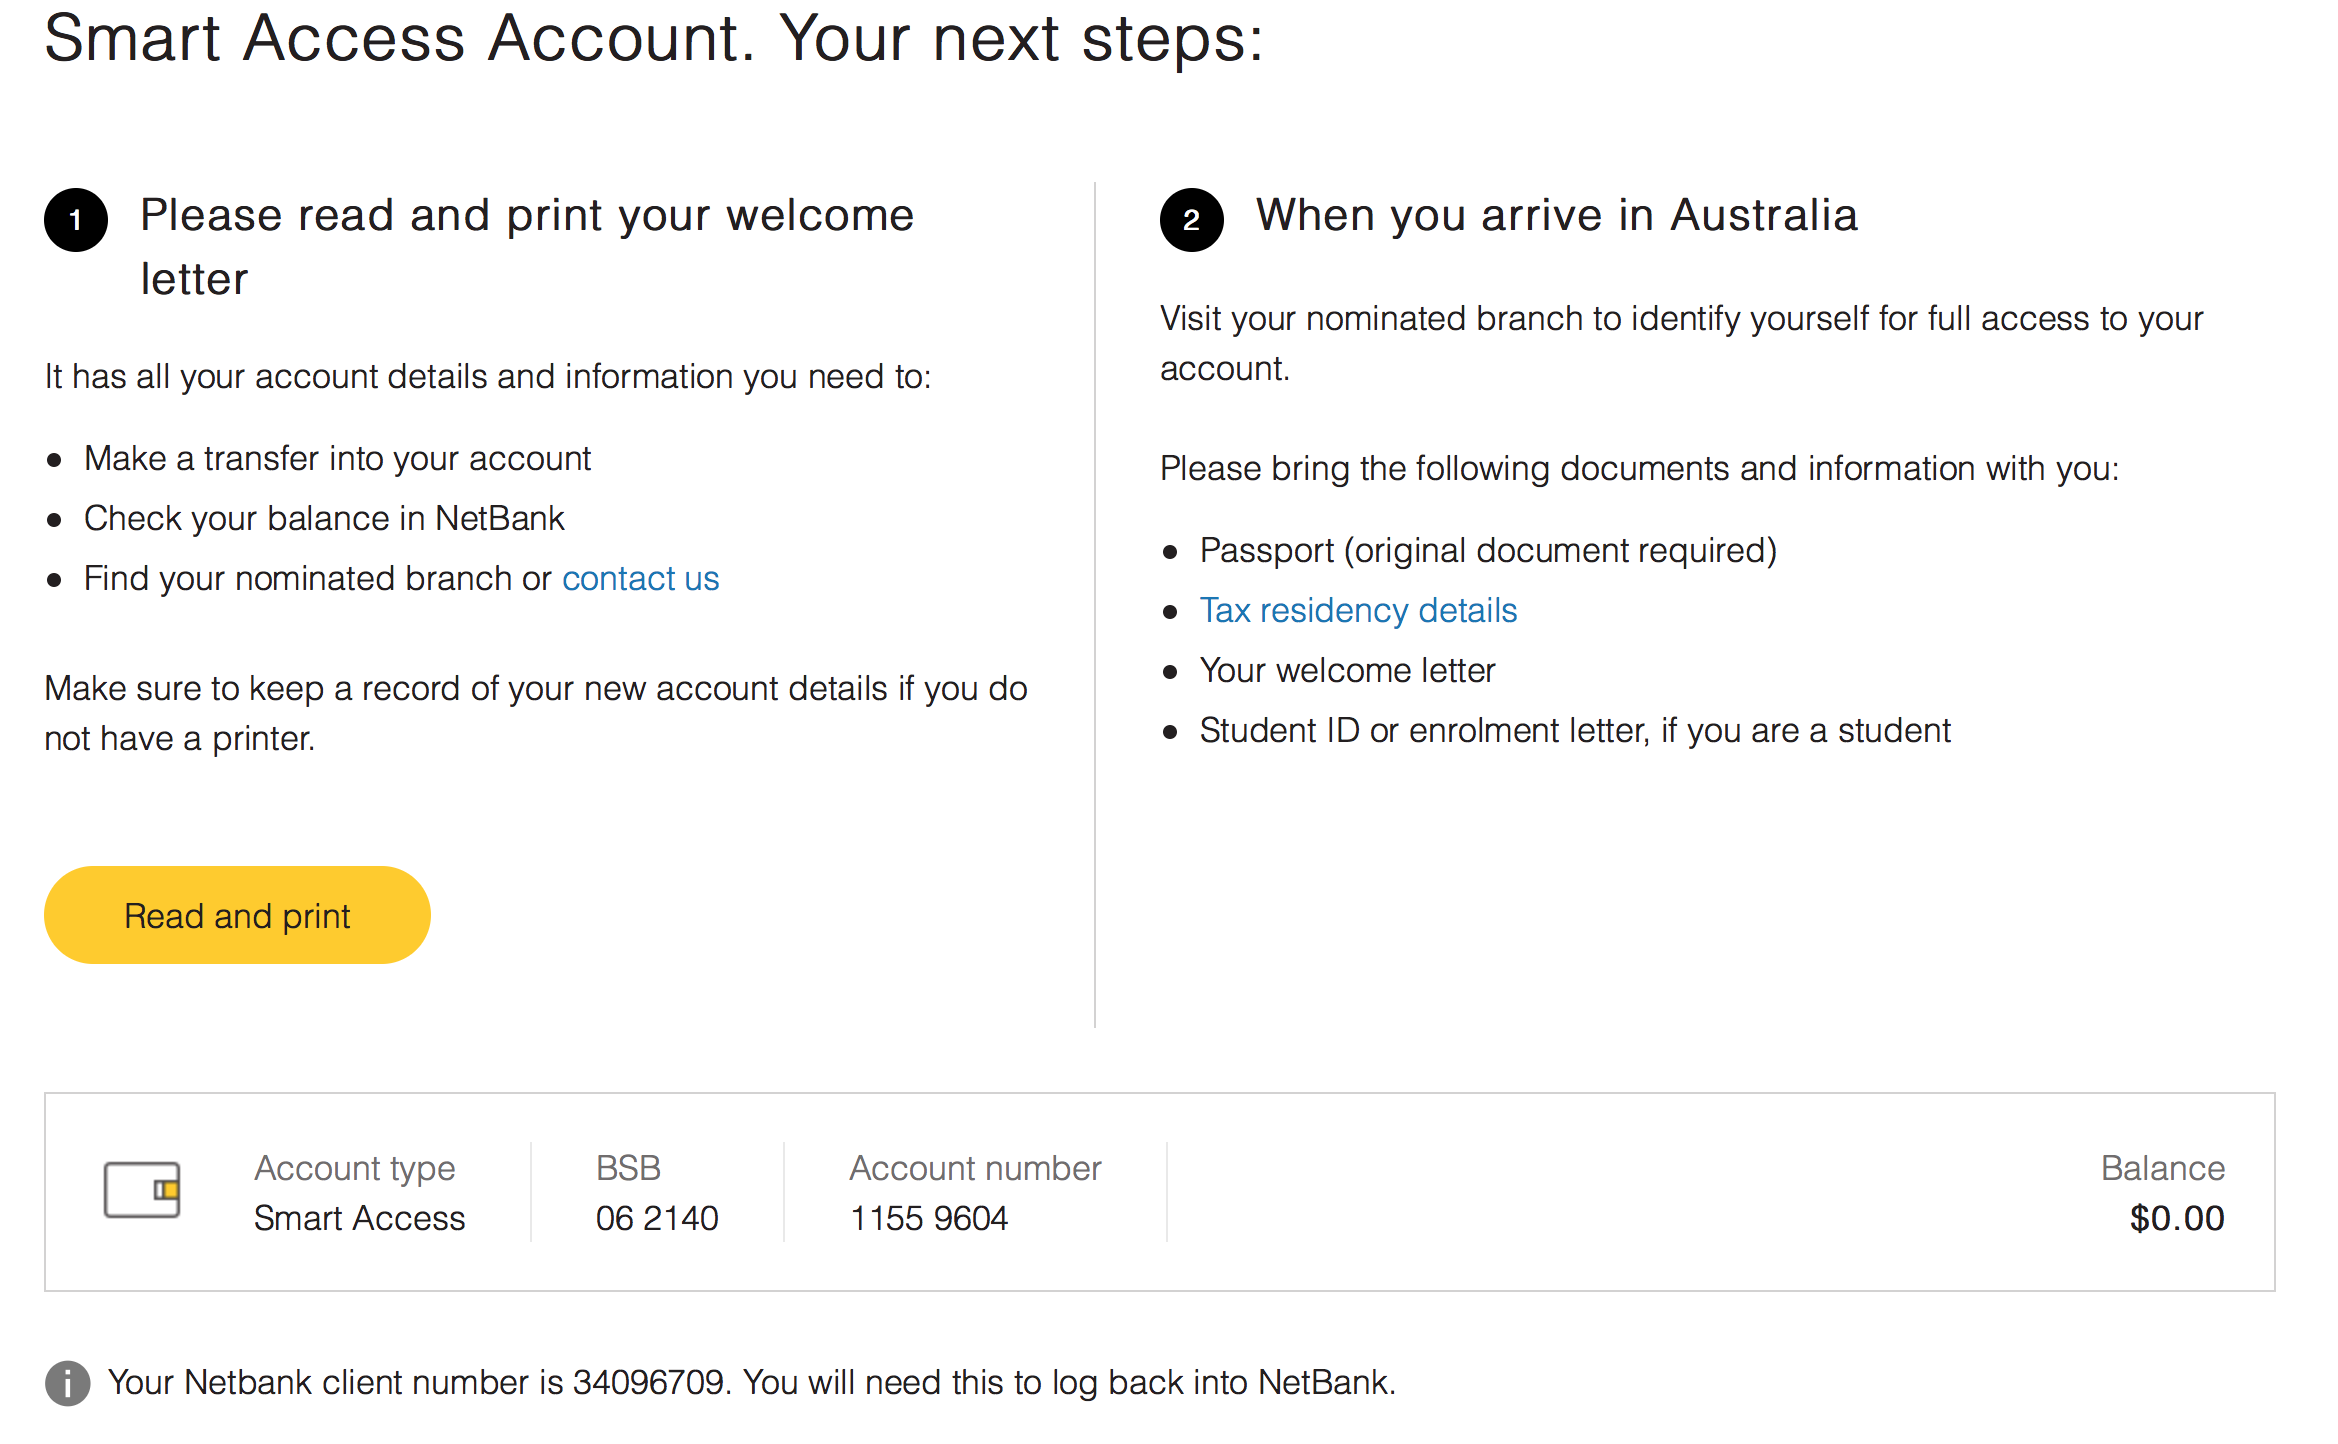 Smart Access Account. Your next steps:
1
Please read and print your welcome
letter
It has all your account details and information you need to:
Make a transfer into your account
Check your balance in NetBank
Find your nominated branch or contact us
Make sure to keep a record of your new account details if you do
not have a printer.
Read and print
2
When you arrive in Australia
Visit your nominated branch to identify yourself for full access to your
account.
Please bring the following documents and information with you:
Passport (original document required)
Tax residency details
Your welcome letter
Student ID or enrolment letter, if you are a student
Account type
Smart Access
BSB
06 2140
Account number
1155 9604
Balance
$0.00
Your Netbank client number is 34096709. You will need this to log back into NetBank.